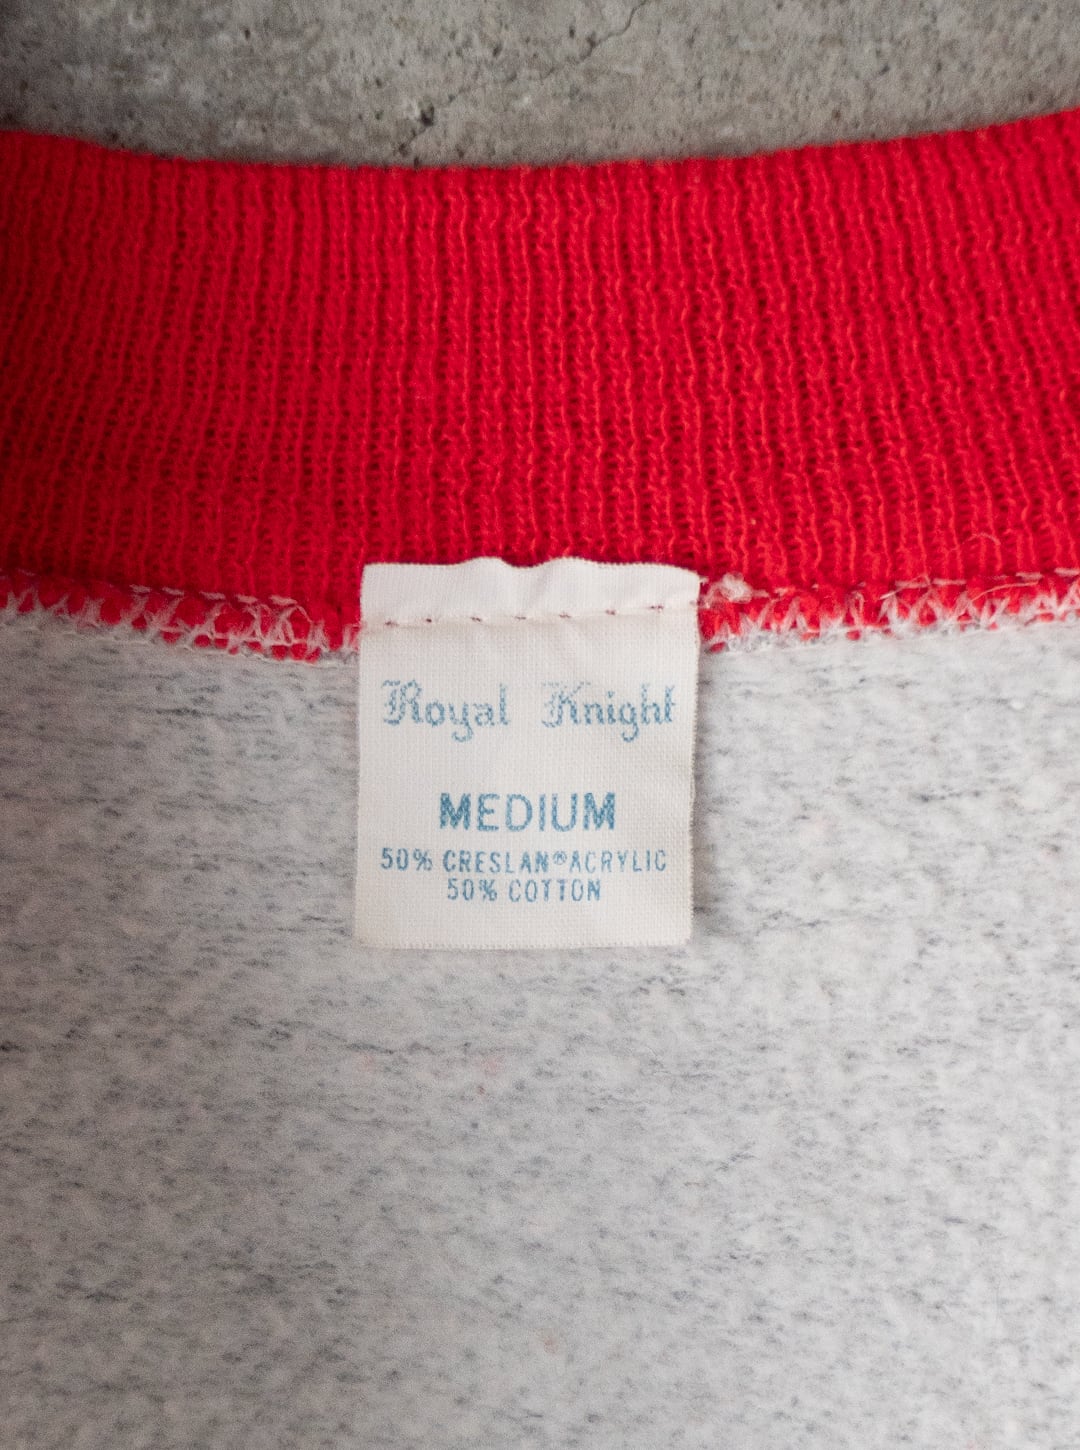 Royal Knight
MEDIUM
50% CRESLAN® ACRYLIC
50% COTTON